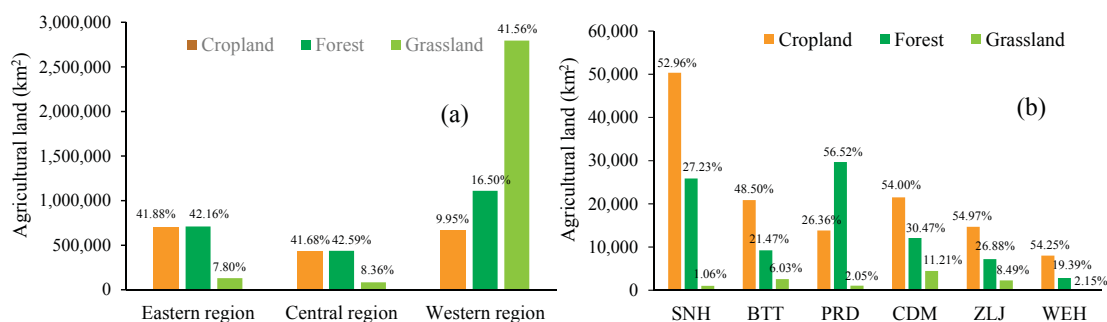 (a)
Agricultural land (km²)
3,000,000
2,500,000
2,000,000
1,500,000
1,000,000
500,000
0
Cropland Forest Grassland
41.88% 42.16% 7.80%
41.68% 42.59% 8.36%
9.95% 16.50% 41.56%
Eastern region Central region Western region
(b)
Agricultural land (km²)
60,000
50,000
40,000
30,000
20,000
10,000
0
Cropland Forest Grassland
52.96% 27.23% 1.06%
48.50% 21.47% 6.03%
26.36% 56.52% 2.05%
54.00% 30.47% 11.21%
54.97% 26.88% 8.49%
54.25% 19.39% 2.15%
SNH BTT PRD CDM ZLJ WEH